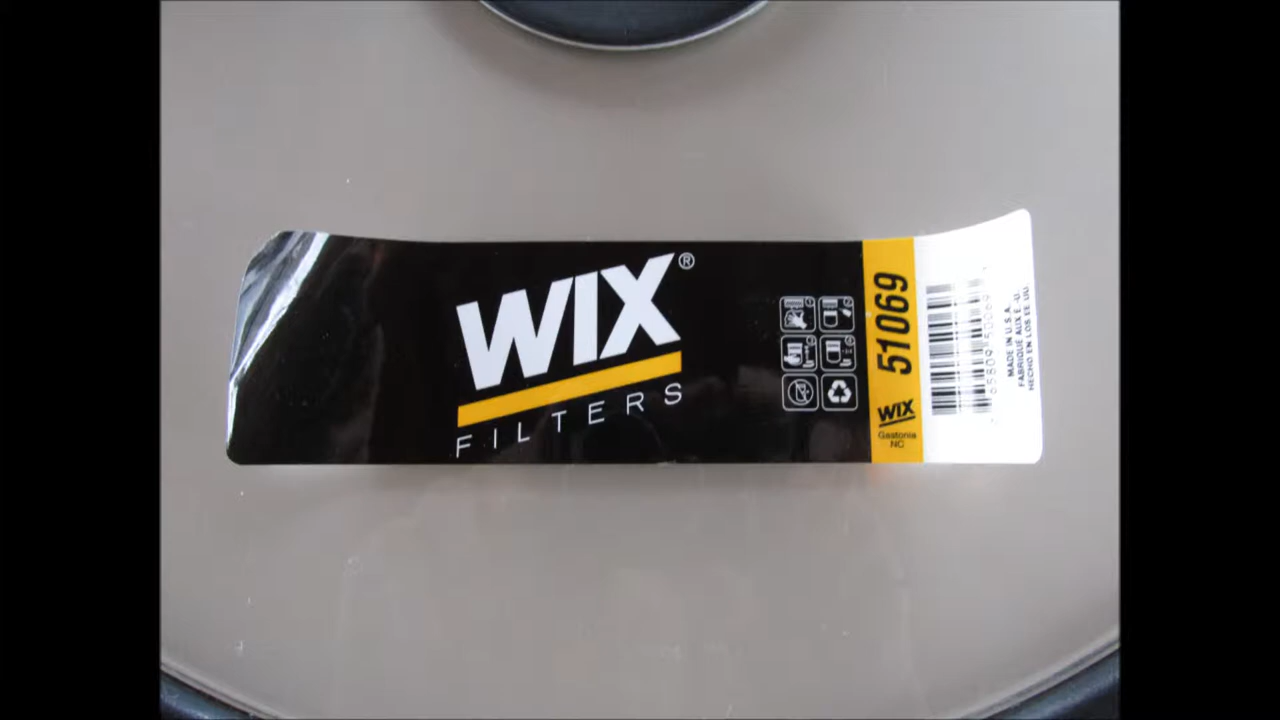 WIX®
FILTERS
51069
WIX
Gastonia
NC
MADE IN U.S.A.
FABRIQUÉ AUX É.-U.
HECHO EN LOS EE.UU.